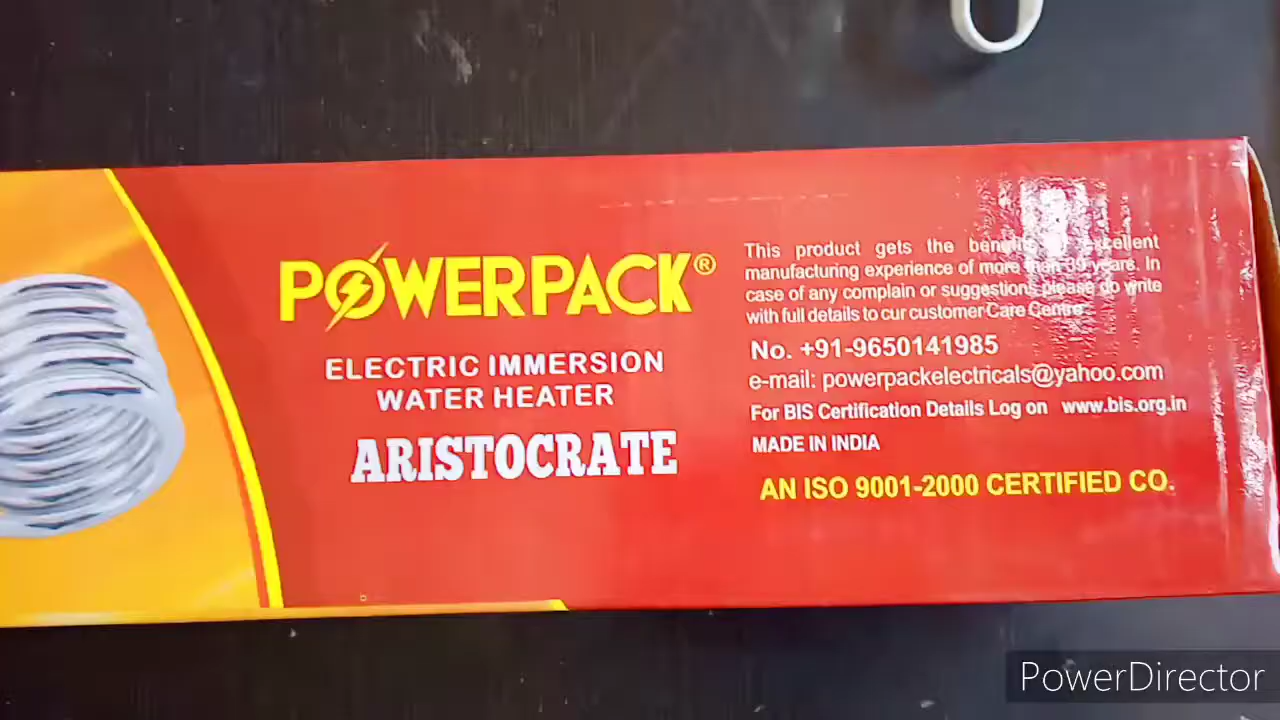 POWERPACK®
ELECTRIC IMMERSION
WATER HEATER
ARISTOCRATE
This product gets the benefits of excellent
manufacturing experience of more than 39 years. In
case of any complain or suggestions please do write
with full details to cur customer Care Centre
No. +91-9650141985
e-mail: powerpackelectricals@yahoo.com
For BIS Certification Details Log on www.bis.org.in
MADE IN INDIA
AN ISO 9001-2000 CERTIFIED CO.
PowerDirector